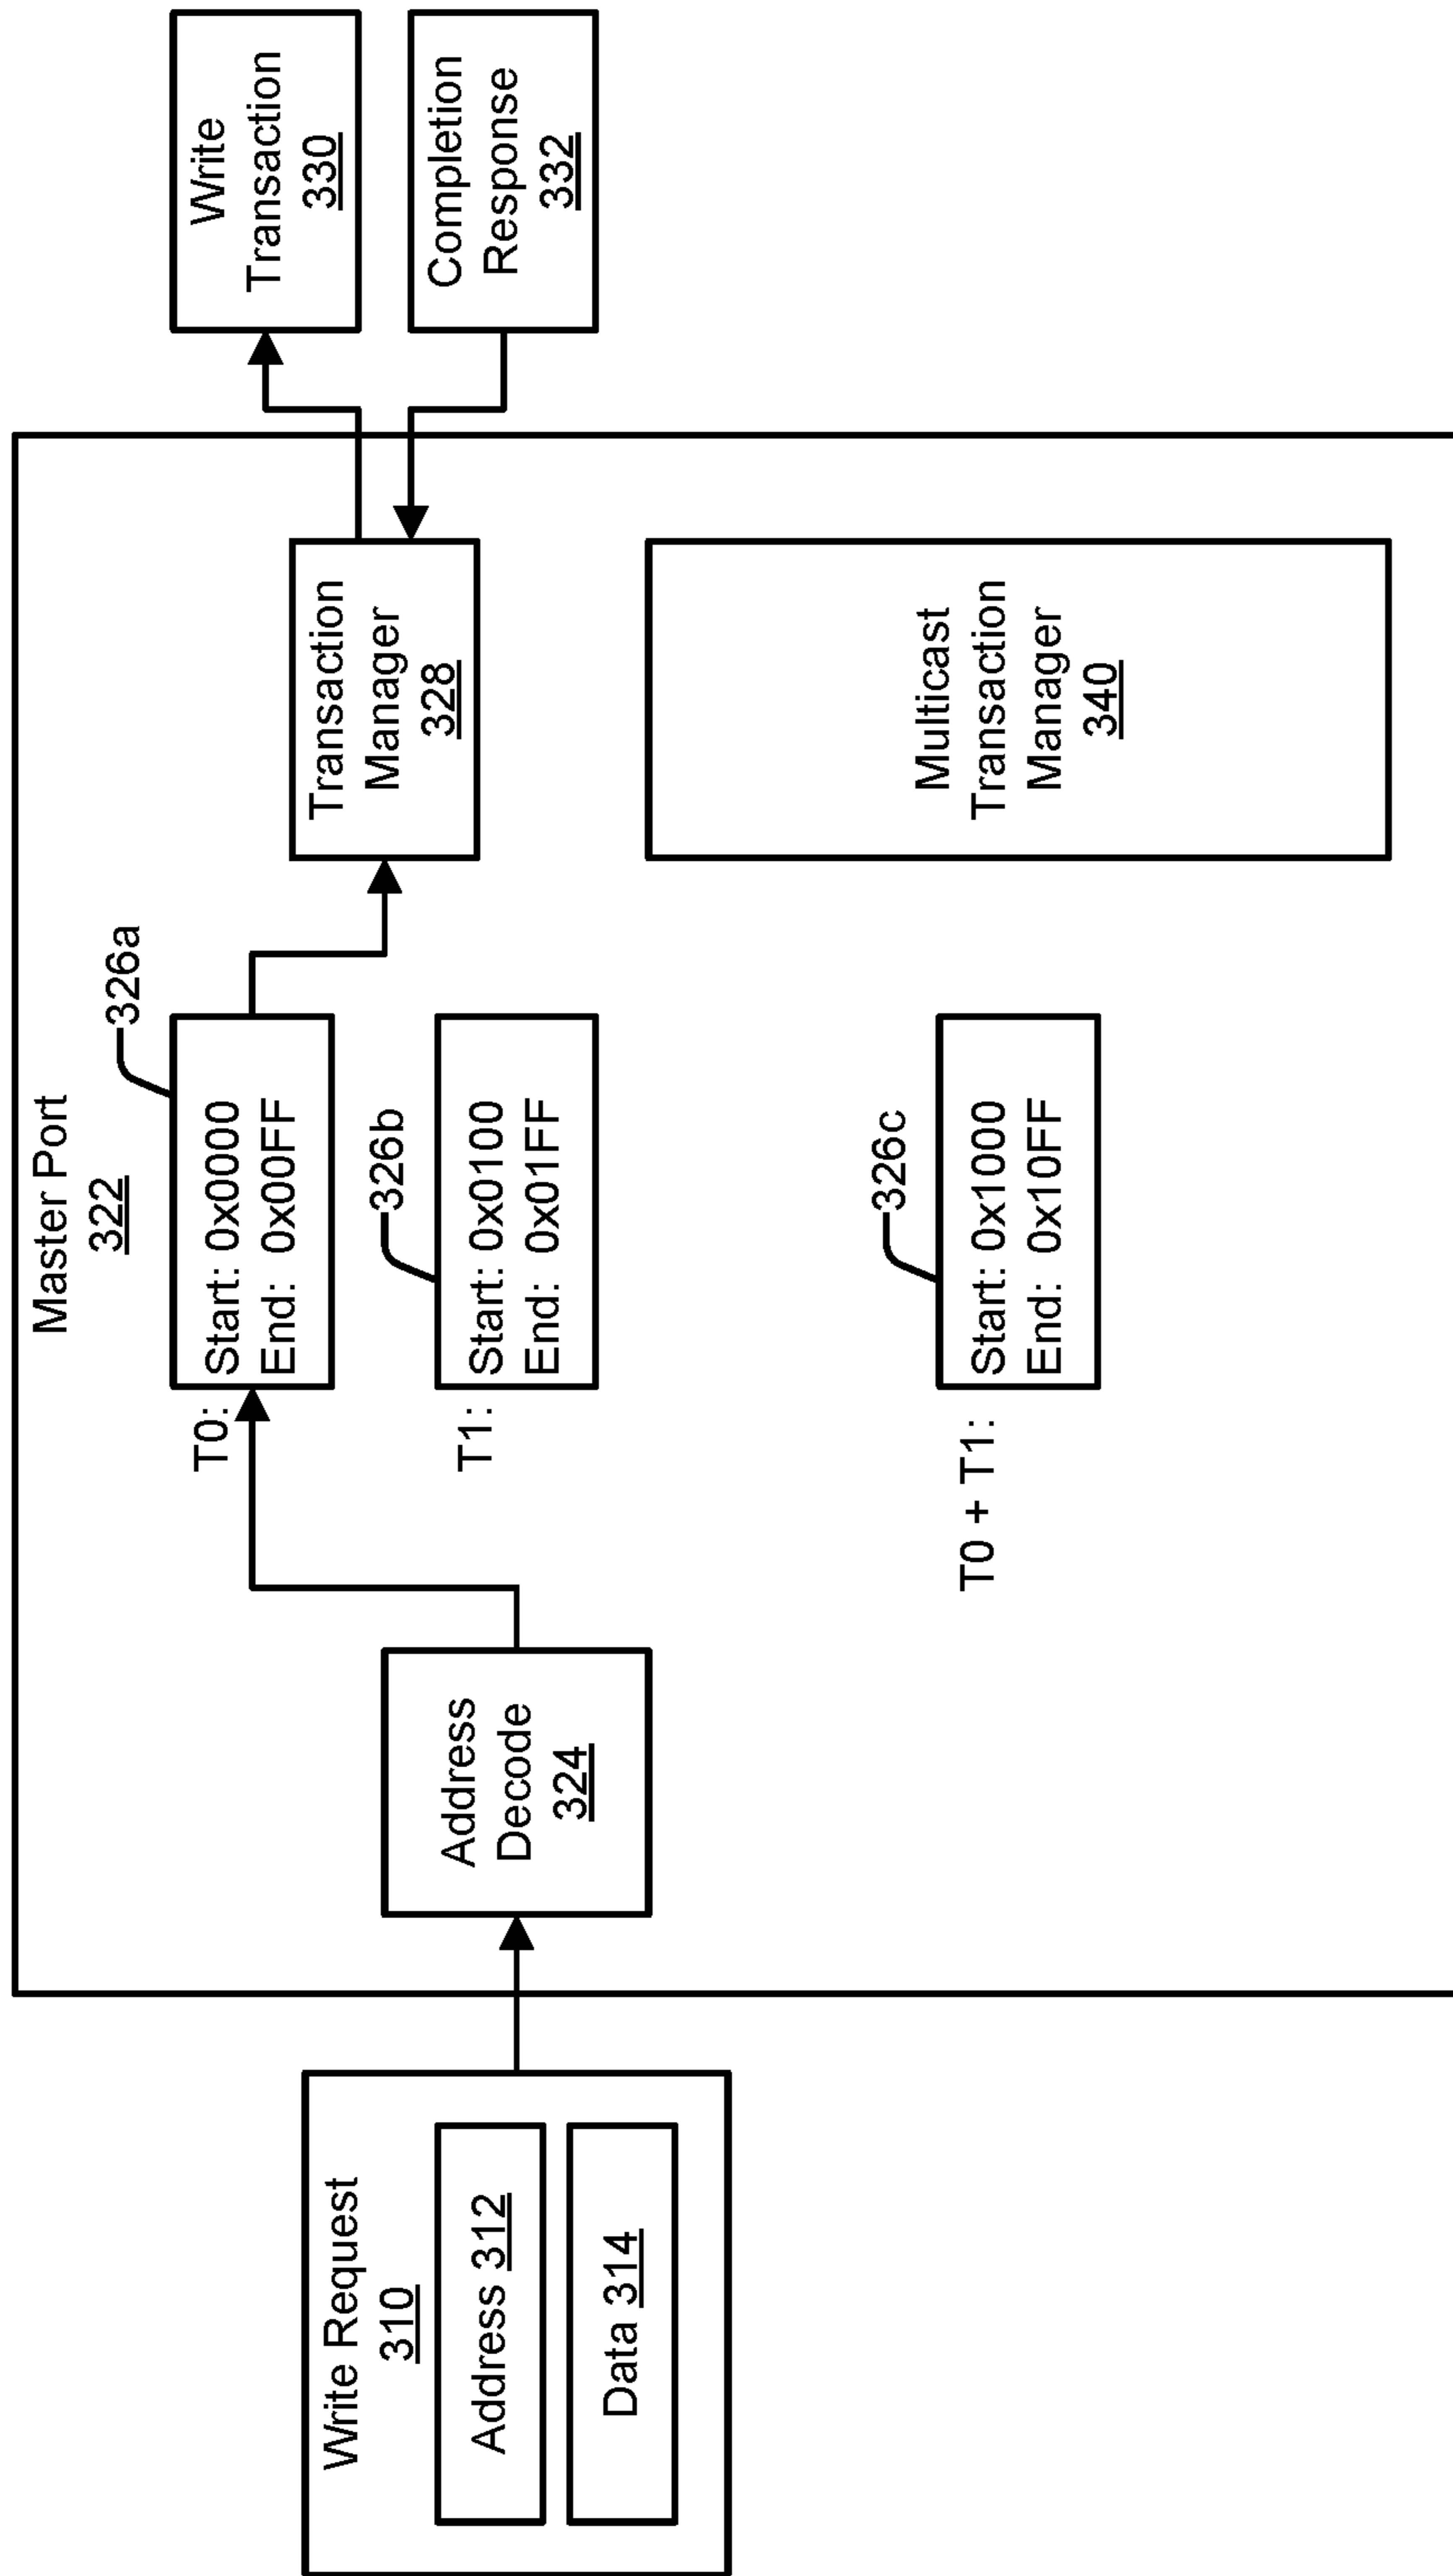 Write Request
310
Address 312
Data 314
Master Port
322
Address
Decode
324
T0:
Start: 0x0000
End: 0x00FF
326a
T1:
Start: 0x0100
End: 0x01FF
326b
T0 + T1:
Start: 0x1000
End: 0x10FF
326c
Transaction
Manager
328
Multicast
Transaction
Manager
340
Write
Transaction
330
Completion
Response
332